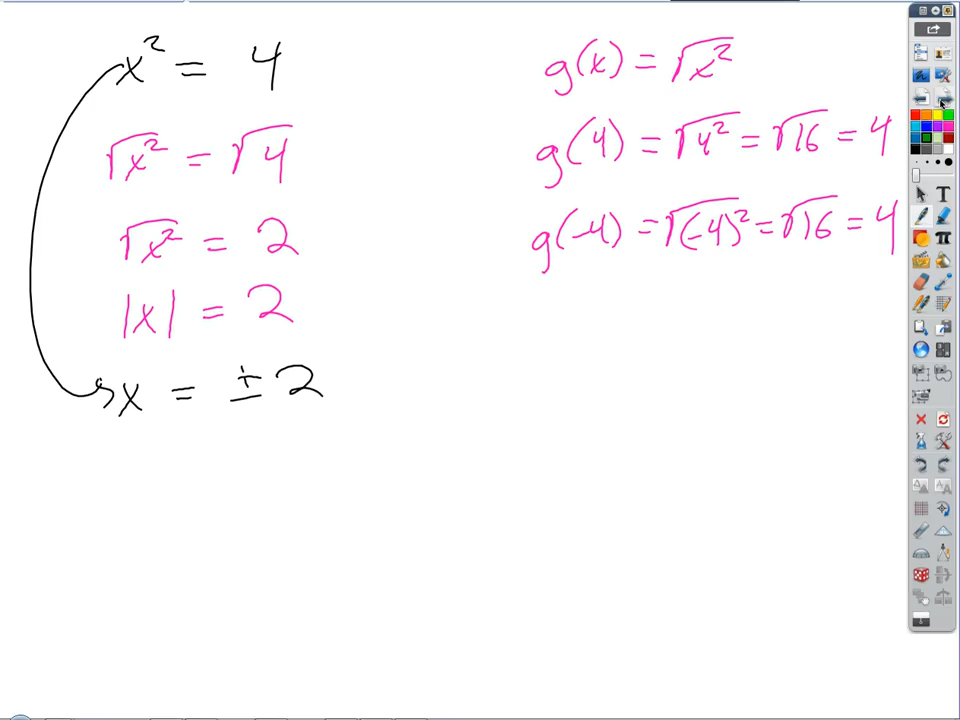 x² = 4
√x² = √4
√x² = 2
|x| = 2
x = ±2
g(x) = √x²
g(4) = √4² = √16 = 4
g(-4) = √(-4)² = √16 = 4